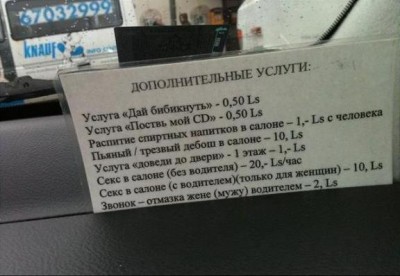 67032999
KNAUF
ДОПОЛНИТЕЛЬНЫЕ УСЛУГИ:
Услуга «Дай бибикнуть» - 0,50 Ls
Услуга «Поствь мой CD» - 0,50 Ls
Распитие спиртных напитков в салоне – 1,- Ls с человека
Пьяный / трезвый дебош в салоне – 10, Ls
Услуга «довели до двери» - 1 этаж – 1,- Ls
Секс в салоне (без водителя) – 20,- Ls/час
Секс в салоне (с водителем)(только для женщин) – 10, Ls
Звонок – отмазка жене (мужу) водителем – 2, Ls